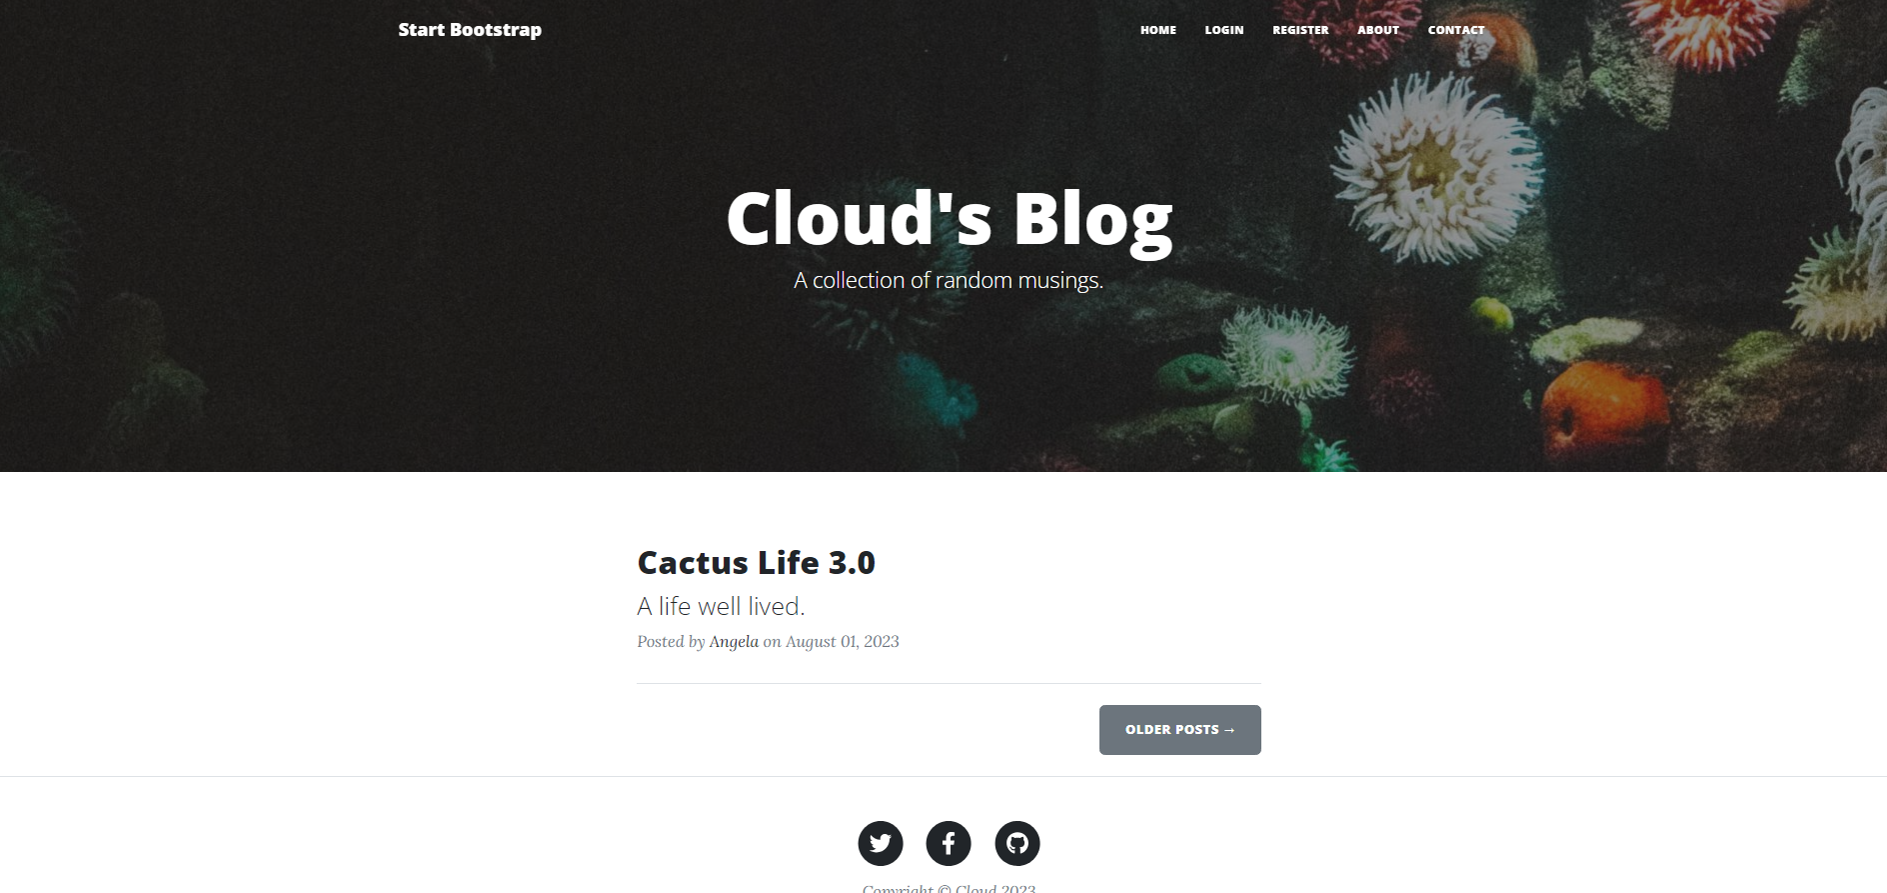 Start Bootstrap
HOME LOGIN REGISTER ABOUT CONTACT
Cloud's Blog
A collection of random musings.
Cactus Life 3.0
A life well lived.
Posted by Angela on August 01, 2023
OLDER POSTS →
Copyright © Cloud 2023